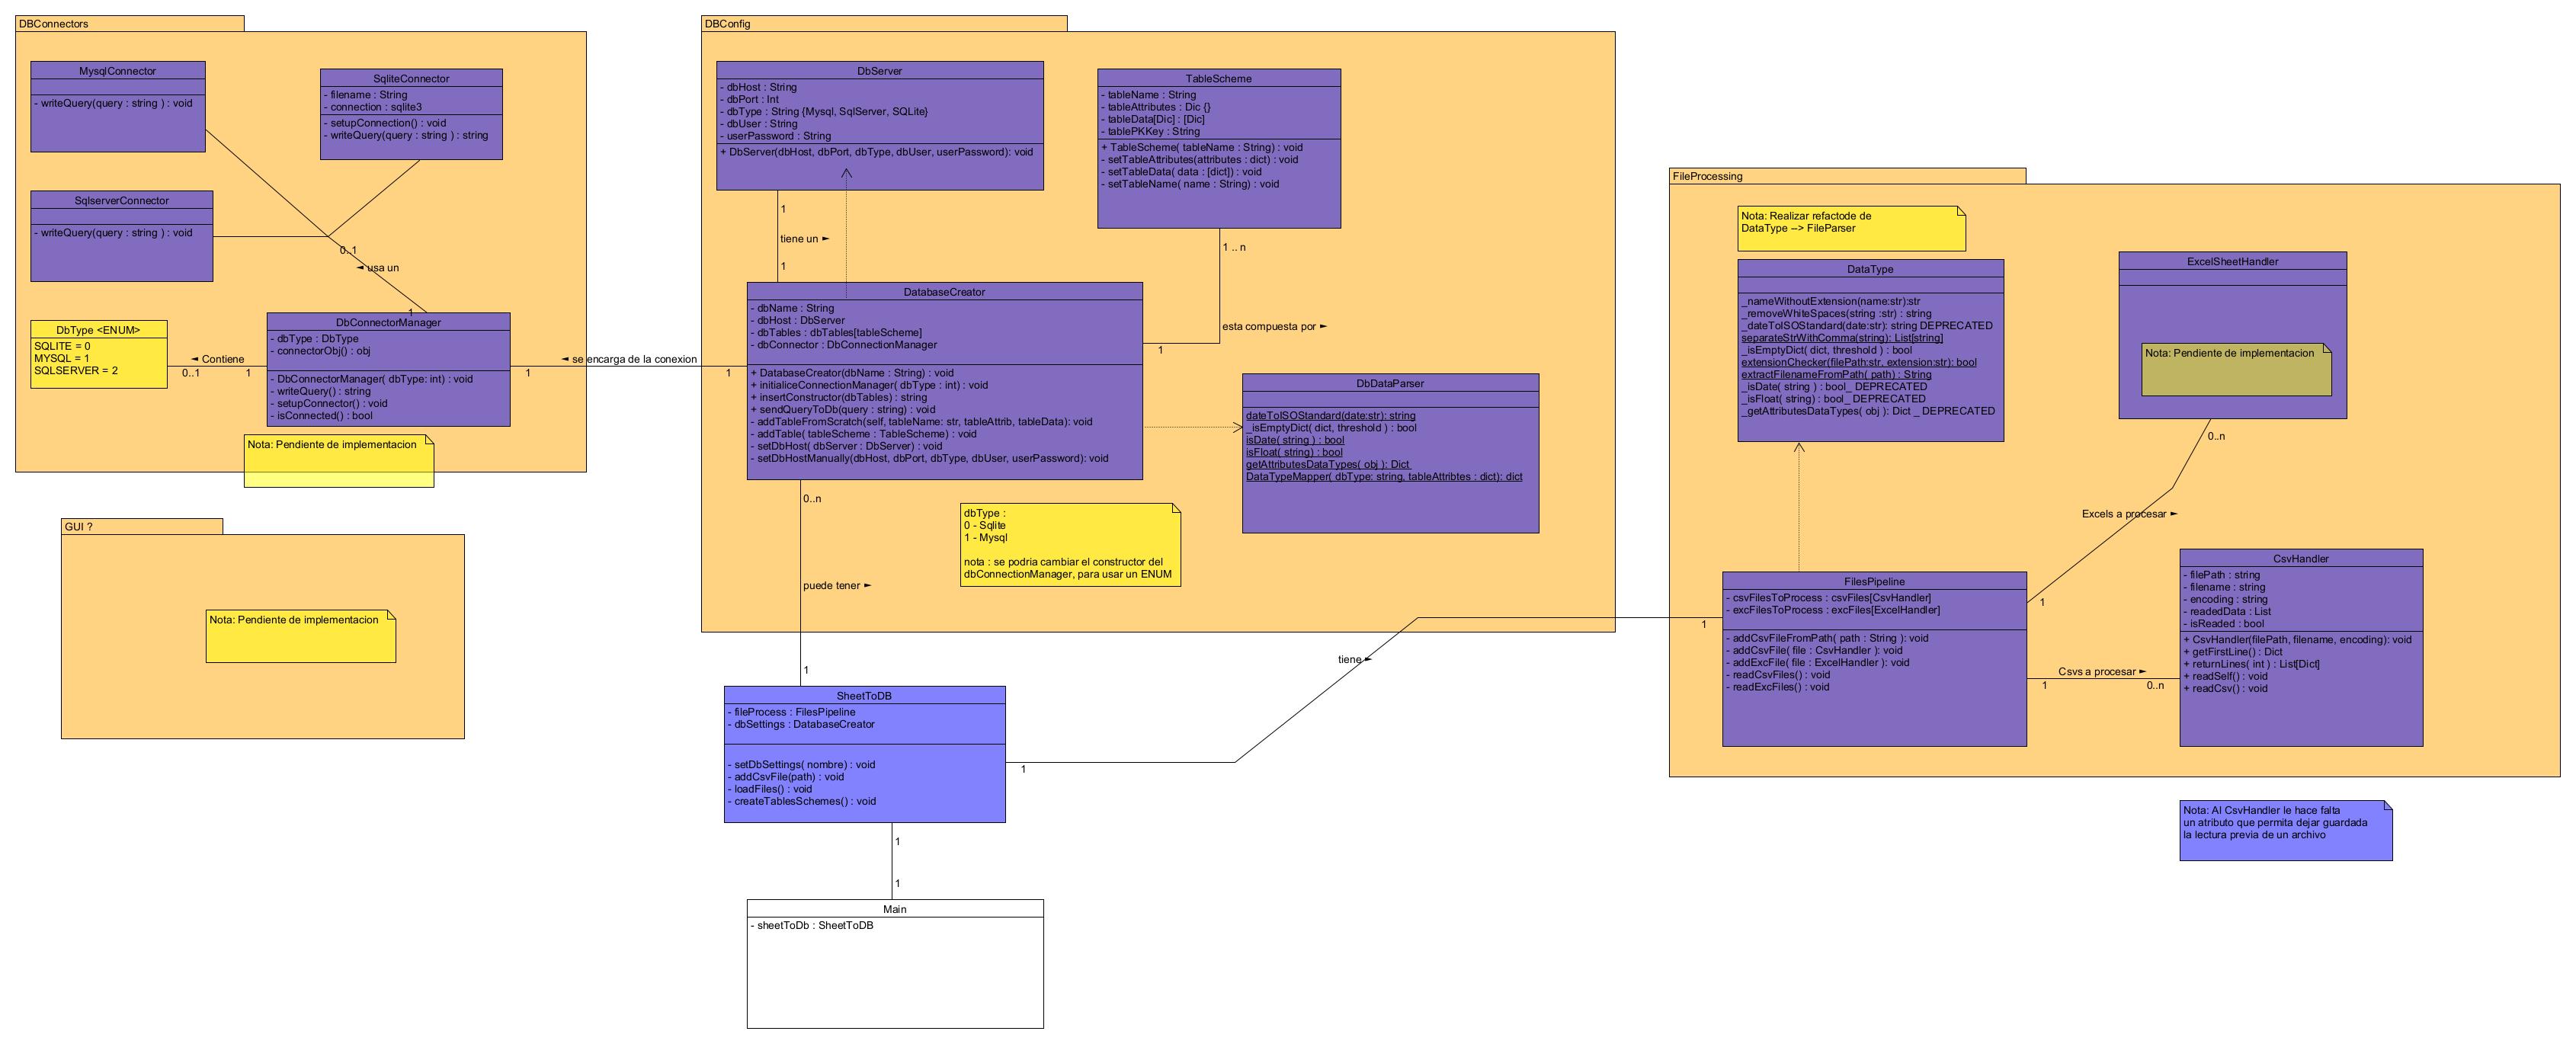 DBConnectors
MysqlConnector
- writeQuery(query : string ) : void
SqliteConnector
- filename : String
- connection : sqlite3
- setupConnection() : void
- writeQuery(query : string ) : string
SqlserverConnector
- writeQuery(query : string ) : void
0..1
◄ usa un
1
DbType <ENUM>
SQLITE = 0
MYSQL = 1
SQLSERVER = 2
◄ Contiene
0..1
1
DbConnectorManager
- dbType : DbType
- connectorObj() : obj
- DbConnectorManager( dbType: int) : void
- writeQuery() : string
- setupConnector() : void
- isConnected() : bool
Nota: Pendiente de implementacion
◄ se encarga de la conexion
1
1
GUI ?
Nota: Pendiente de implementacion
DBConfig
DbServer
- dbHost : String
- dbPort : Int
- dbType : String {Mysql, SqlServer, SQLite}
- dbUser : String
- userPassword : String
+ DbServer(dbHost, dbPort, dbType, dbUser, userPassword): void
1
tiene un ►
1
TableScheme
- tableName : String
- tableAttributes : Dic {}
- tableData[Dic] : [Dic]
- tablePKKey : String
+ TableScheme( tableName : String) : void
- setTableAttributes(attributes : dict) : void
- setTableData( data : [dict]) : void
- setTableName( name : String) : void
1 .. n
esta compuesta por ►
1
DatabaseCreator
- dbName : String
- dbHost : DbServer
- dbTables : dbTables[tableScheme]
- dbConnector : DbConnectionManager
+ DatabaseCreator(dbName : String) : void
+ initialiceConnectionManager( dbType : int) : void
+ insertConstructor(dbTables) : string
+ sendQueryToDb(query : string) : void
- addTableFromScratch(self, tableName: str, tableAttrib, tableData): void
- addTable( tableScheme : TableScheme) : void
- setDbHost( dbServer : DbServer) : void
- setDbHostManually(dbHost, dbPort, dbType, dbUser, userPassword): void
DbDataParser
dateToISOStandard(date:str): string
_isEmptyDict( dict, threshold ) : bool
isDate( string ) : bool
isFloat( string) : bool
getAttributesDataTypes( obj ): Dict
DataTypeMapper( dbType: string, tableAttribtes : dict): dict
dbType :
0 - Sqlite
1 - Mysql
nota : se podria cambiar el constructor del
dbConnectionManager, para usar un ENUM
0..n
puede tener ►
1
SheetToDB
- fileProcess : FilesPipeline
- dbSettings : DatabaseCreator
- setDbSettings( nombre) : void
- addCsvFile(path) : void
- loadFiles() : void
- createTablesSchemes() : void
1
tiene ►
1
1
1
Main
- sheetToDb : SheetToDB
FileProcessing
Nota: Realizar refactode de
DataType --> FileParser
DataType
_nameWithoutExtension(name:str):str
_removeWhiteSpaces(string :str) : string
_dateToISOStandard(date:str): string DEPRECATED
separateStrWithComma(string): List[string]
_isEmptyDict( dict, threshold ) : bool
extensionChecker(filePath:str, extension:str): bool
extractFilenameFromPath( path) : String
_isDate( string ) : bool_ DEPRECATED
_isFloat( string) : bool_ DEPRECATED
_getAttributesDataTypes( obj ): Dict _ DEPRECATED
ExcelSheetHandler
Nota: Pendiente de implementacion
0..n
Excels a procesar ►
1
FilesPipeline
- csvFilesToProcess : csvFiles[CsvHandler]
- excFilesToProcess : excFiles[ExcelHandler]
- addCsvFileFromPath( path : String ): void
- addCsvFile( file : CsvHandler ): void
- addExcFile( file : ExcelHandler ): void
- readCsvFiles() : void
- readExcFiles() : void
Csvs a procesar ►
1
0..n
CsvHandler
- filePath : string
- filename : string
- encoding : string
- readedData : List
- isReaded : bool
+ CsvHandler(filePath, filename, encoding): void
+ getFirstLine() : Dict
+ returnLines( int ) : List[Dict]
+ readSelf() : void
+ readCsv() : void
Nota: Al CsvHandler le hace falta
un atributo que permita dejar guardada
la lectura previa de un archivo